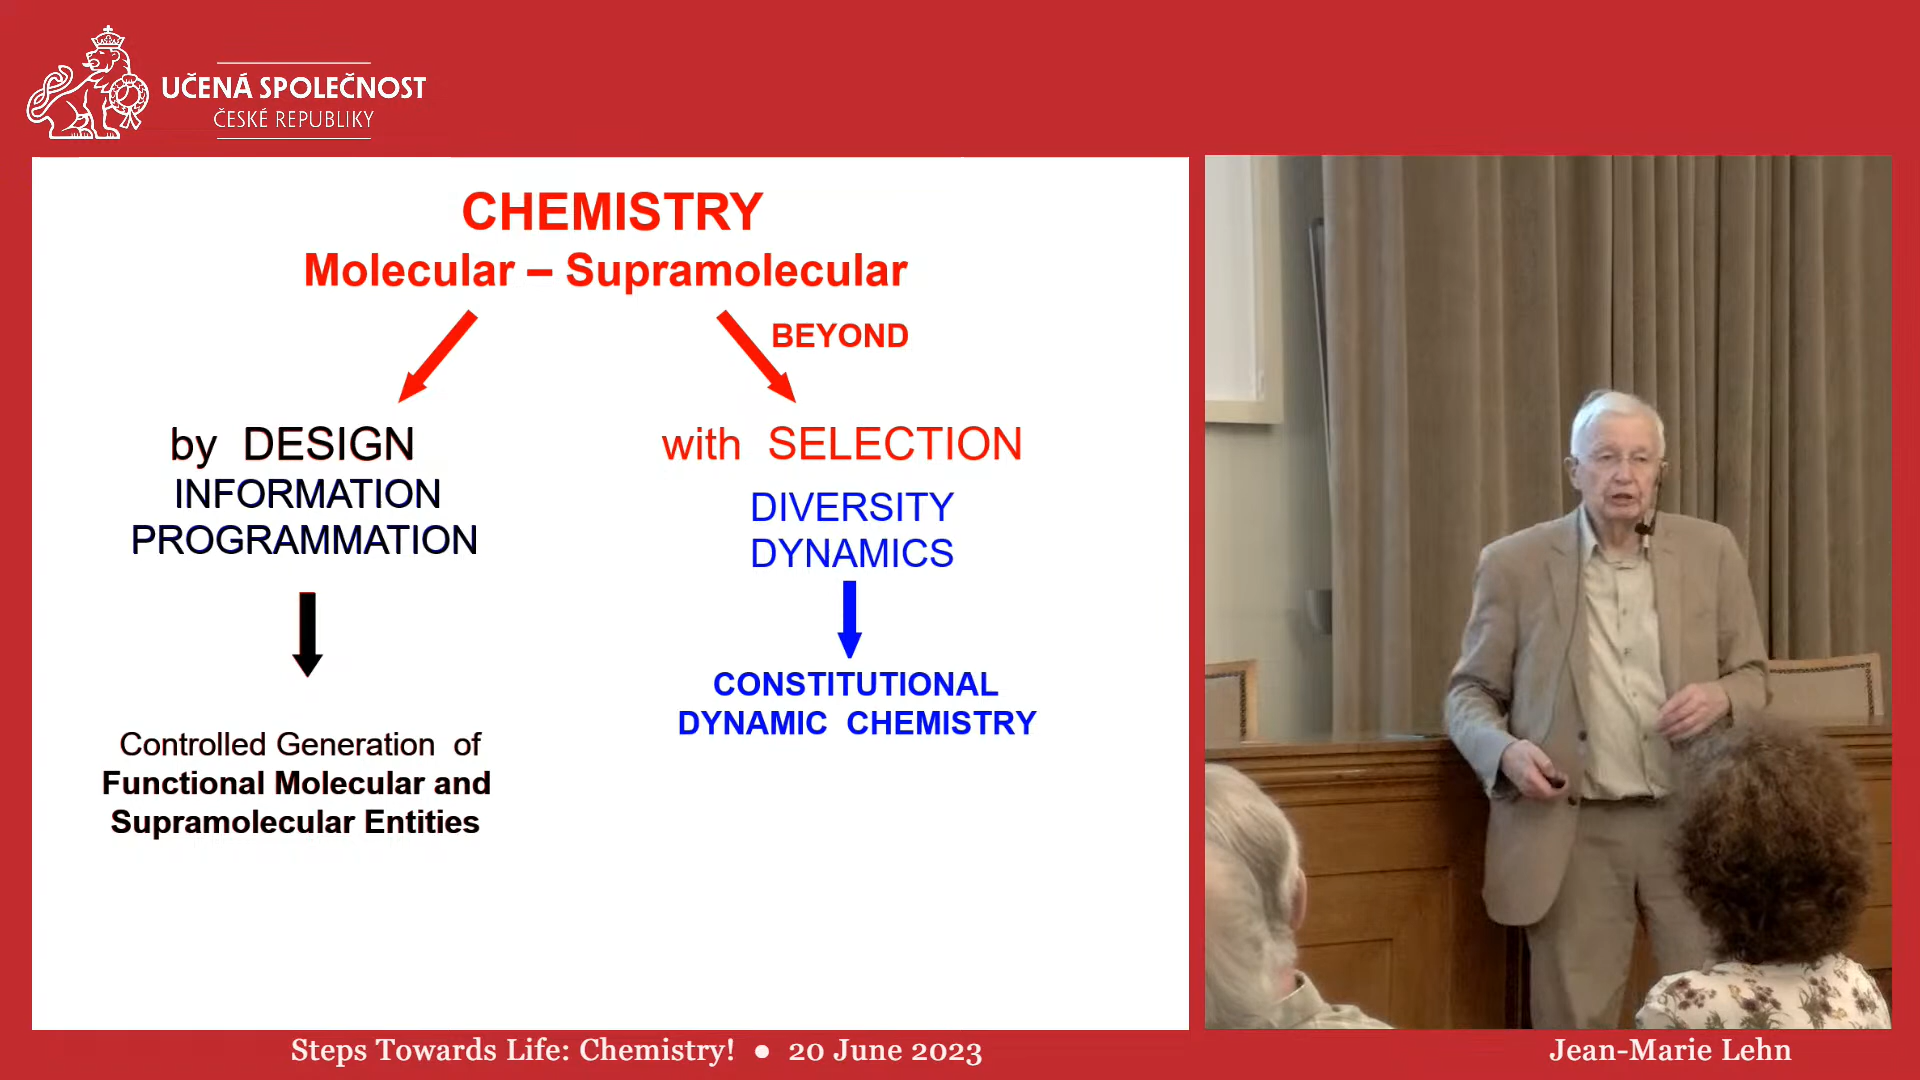 UČENÁ SPOLEČNOST
ČESKÉ REPUBLIKY
CHEMISTRY
Molecular – Supramolecular
BEYOND
by DESIGN
INFORMATION
PROGRAMMATION
Controlled Generation of
Functional Molecular and
Supramolecular Entities
with SELECTION
DIVERSITY
DYNAMICS
CONSTITUTIONAL
DYNAMIC CHEMISTRY
Steps Towards Life: Chemistry! ● 20 June 2023
Jean-Marie Lehn